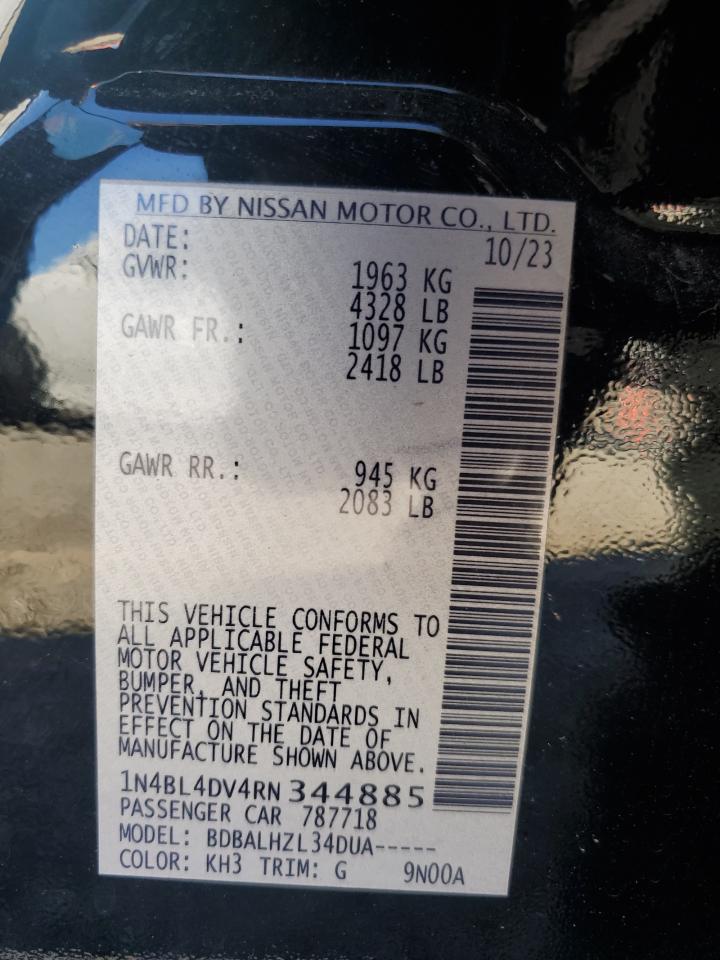 MFD BY NISSAN MOTOR CO., LTD.
DATE: 10/23
GVWR: 1963 KG
4328 LB
GAWR FR.: 1097 KG
2418 LB
GAWR RR.: 945 KG
2083 LB
THIS VEHICLE CONFORMS TO
ALL APPLICABLE FEDERAL
MOTOR VEHICLE SAFETY,
BUMPER, AND THEFT
PREVENTION STANDARDS IN
EFFECT ON THE DATE OF
MANUFACTURE SHOWN ABOVE.
1N4BL4DV4RN344885
PASSENGER CAR 787718
MODEL: BDBALHZL34DUA-----
COLOR: KH3 TRIM: G 9N00A